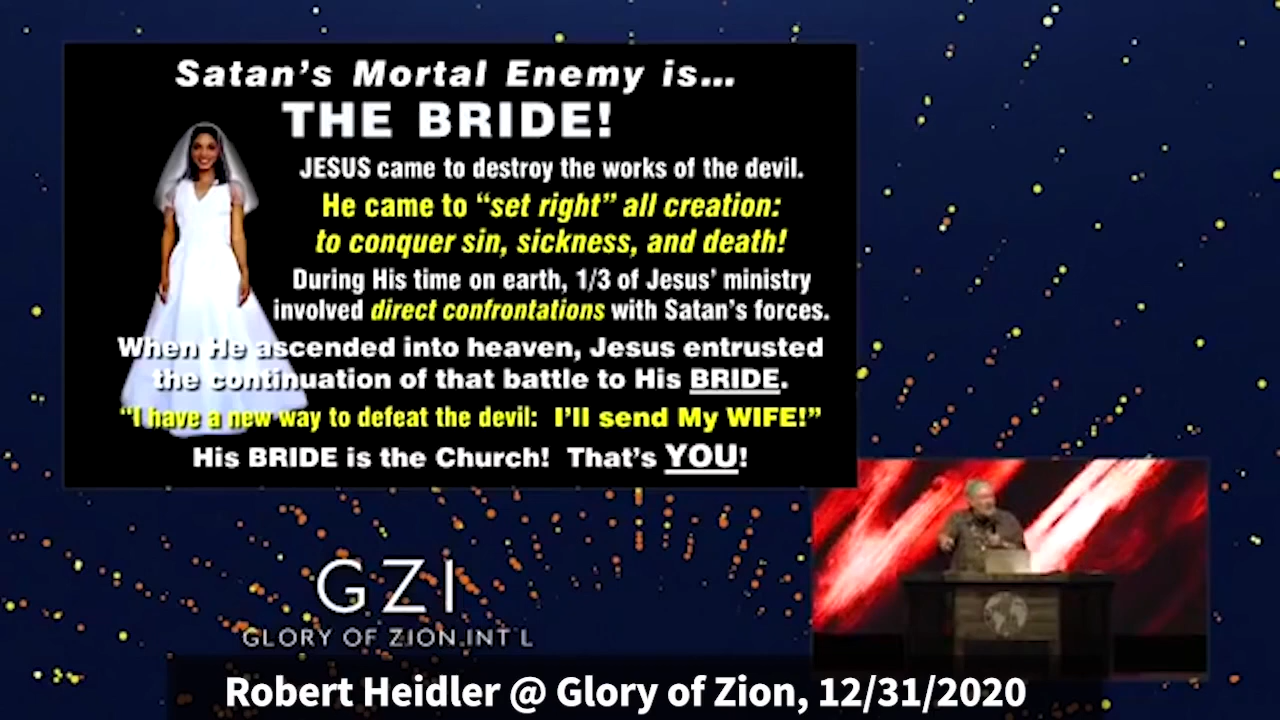 Satan's Mortal Enemy is...
THE BRIDE!
JESUS came to destroy the works of the devil.
He came to “set right” all creation:
to conquer sin, sickness, and death!
During His time on earth, 1/3 of Jesus’ ministry
involved direct confrontations with Satan’s forces.
When He ascended into heaven, Jesus entrusted
the continuation of that battle to His BRIDE.
“I have a new way to defeat the devil: I’ll send My WIFE!”
His BRIDE is the Church! That’s YOU!
GZI
GLORY OF ZION INT'L
Robert Heidler @ Glory of Zion, 12/31/2020